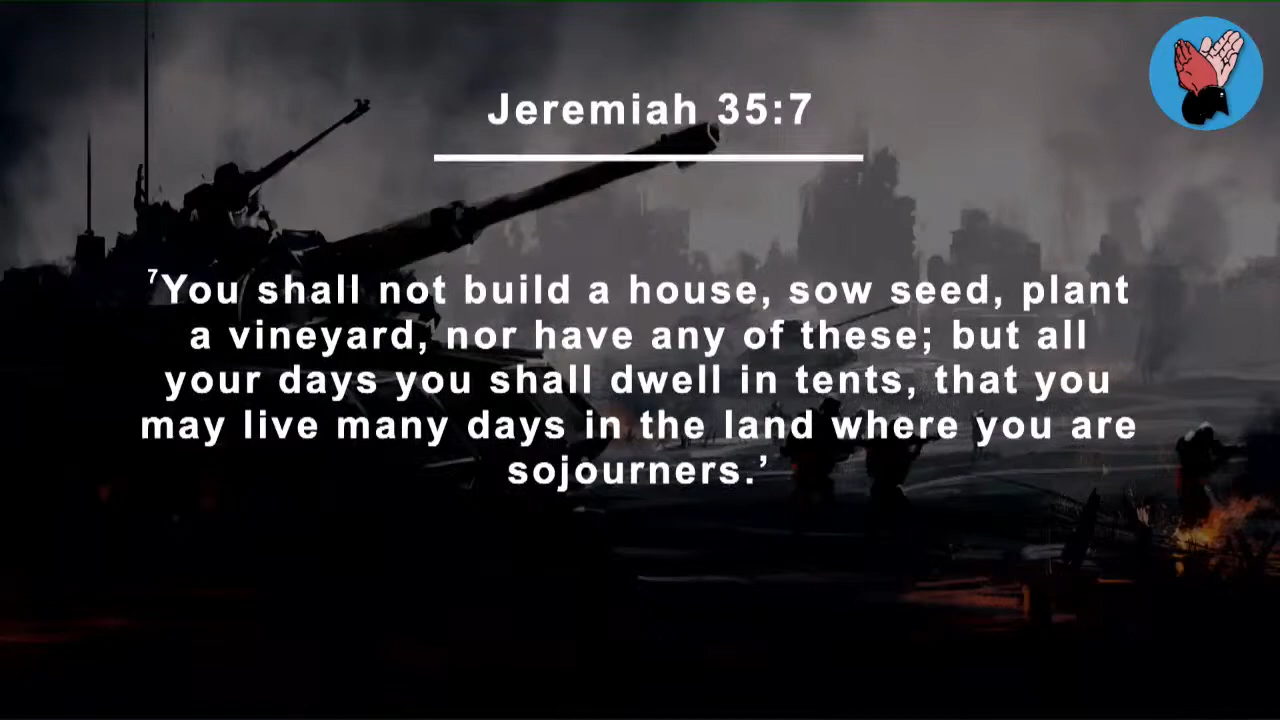 Jeremiah 35:7
⁷You shall not build a house, sow seed, plant
a vineyard, nor have any of these; but all
your days you shall dwell in tents, that you
may live many days in the land where you are
sojourners.’